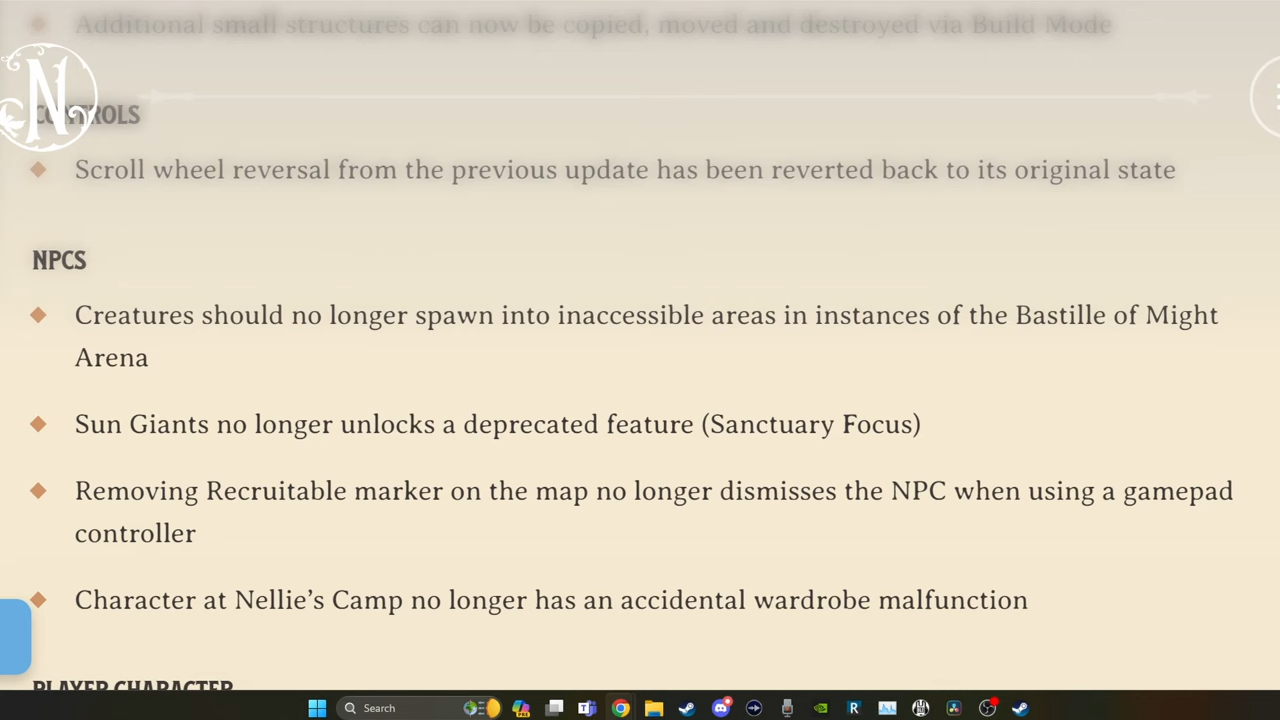 Additional small structures can now be copied, moved and destroyed via Build Mode
N
CONTROLS
Scroll wheel reversal from the previous update has been reverted back to its original state
NPCS
Creatures should no longer spawn into inaccessible areas in instances of the Bastille of Might
Arena
Sun Giants no longer unlocks a deprecated feature (Sanctuary Focus)
Removing Recruitable marker on the map no longer dismisses the NPC when using a gamepad
controller
Character at Nellie’s Camp no longer has an accidental wardrobe malfunction
PLAYER CHARACTER
Search